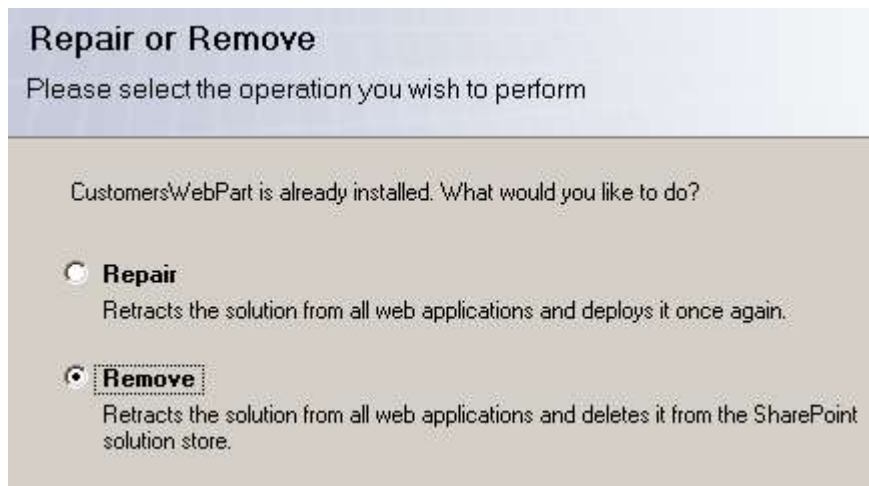 Repair or Remove
Please select the operation you wish to perform
CustomersWebPart is already installed. What would you like to do?
Repair
Retracts the solution from all web applications and deploys it once again.
Remove
Retracts the solution from all web applications and deletes it from the SharePoint
solution store.